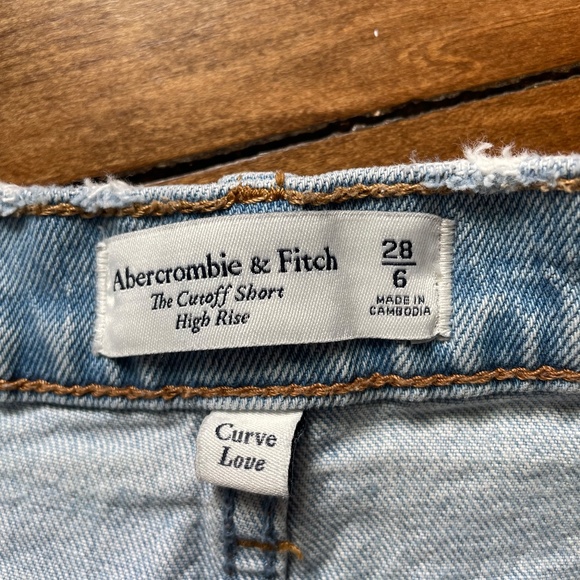 Abercrombie & Fitch
The Cutoff Short
High Rise
28
6
MADE IN
CAMBODIA
Curve
Love